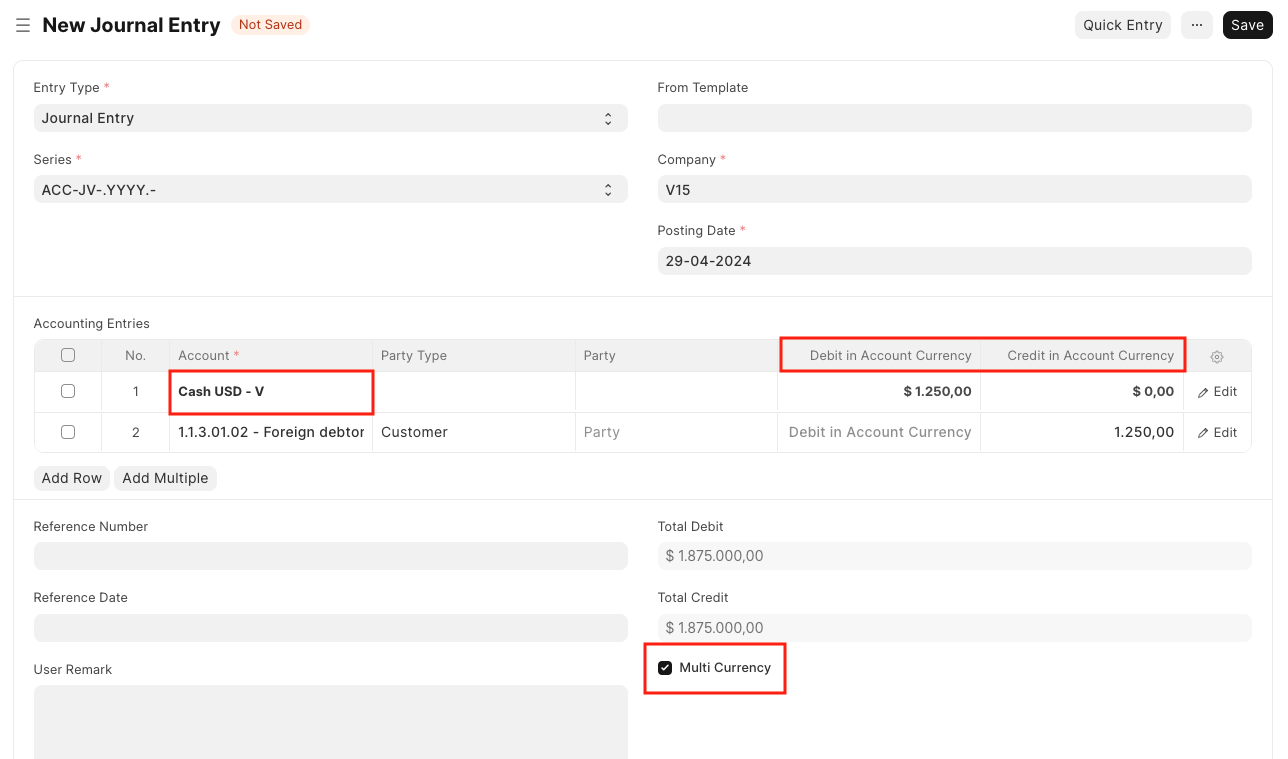 New Journal Entry Not Saved Quick Entry ··· Save
Entry Type * From Template
Journal Entry
Series * Company *
ACC-JV-.YYYY.- V15
Posting Date *
29-04-2024
Accounting Entries
No. Account * Party Type Party Debit in Account Currency Credit in Account Currency
1 Cash USD - V $ 1.250,00 $ 0,00 Edit
2 1.1.3.01.02 - Foreign debtor Customer Party Debit in Account Currency 1.250,00 Edit
Add Row Add Multiple
Reference Number Total Debit
$ 1.875.000,00
Reference Date Total Credit
$ 1.875.000,00
User Remark Multi Currency